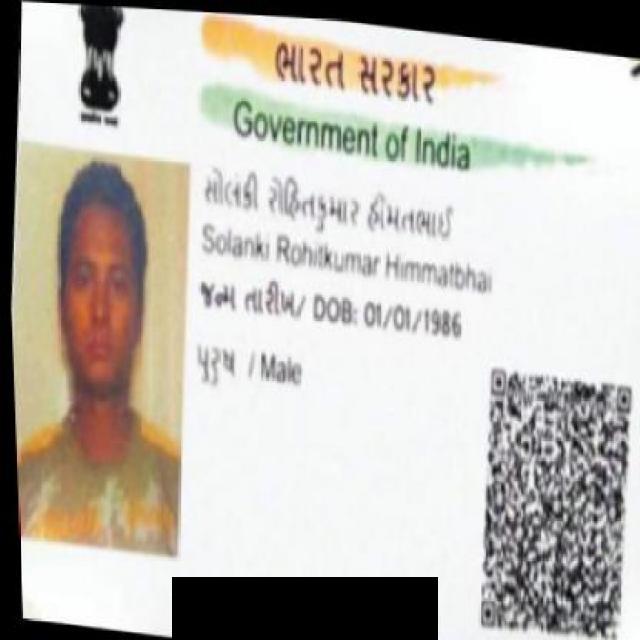 ભારત સરકાર
Government of India
સોલંકી રોહિતકુમાર હીંમતભાઈ
Solanki Rohitkumar Himmatbhai
જન્મ તારીખ/ DOB: 01/01/1986
પુરુષ / Male